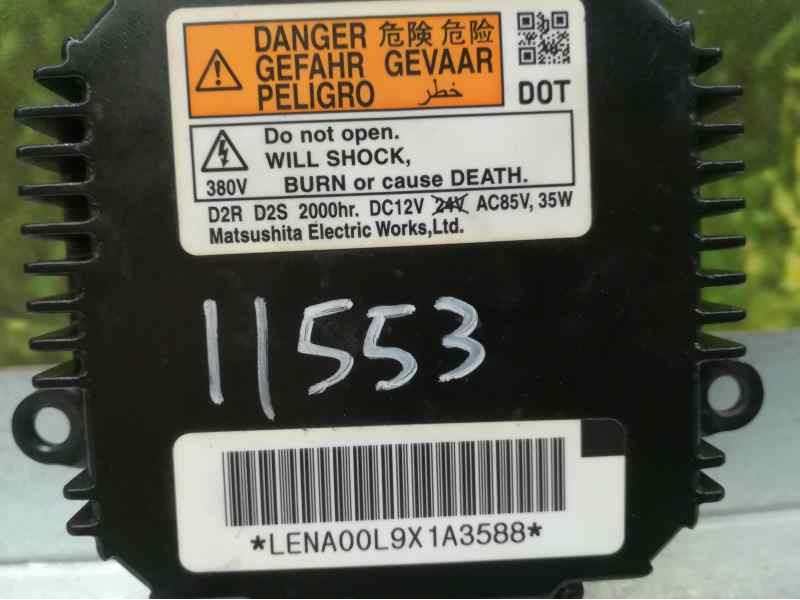 DANGER 危険 危险
GEFAHR GEVAAR
PELIGRO خطر
DOT
Do not open.
WILL SHOCK,
380V BURN or cause DEATH.
D2R D2S 2000hr. DC12V 24V AC85V, 35W
Matsushita Electric Works,Ltd.
11553
*LENA00L9X1A3588*